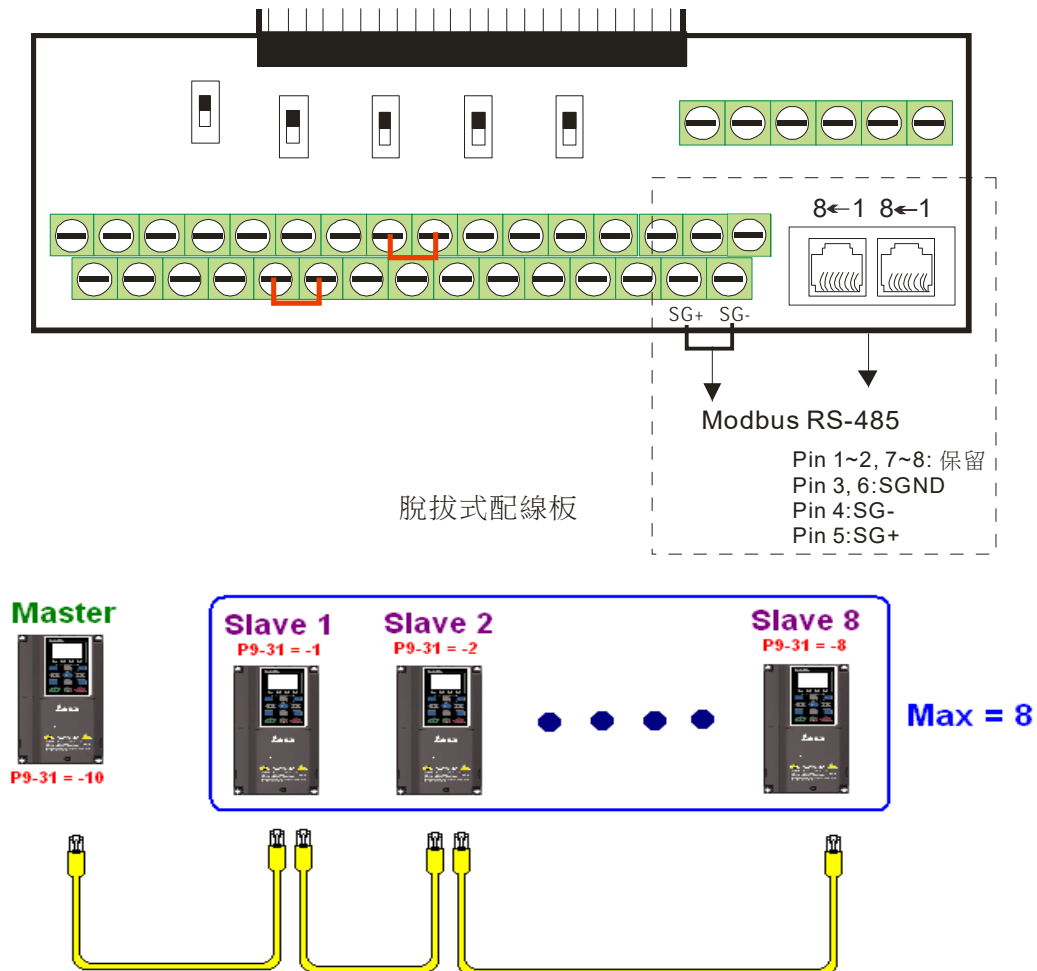 8←1 8←1
SG+ SG-
Modbus RS-485
Pin 1~2, 7~8: 保留
Pin 3, 6:SGND
Pin 4:SG-
Pin 5:SG+
脫拔式配線板
Master
P9-31 = -10
Slave 1
P9-31 = -1
Slave 2
P9-31 = -2
Slave 8
P9-31 = -8
Max = 8